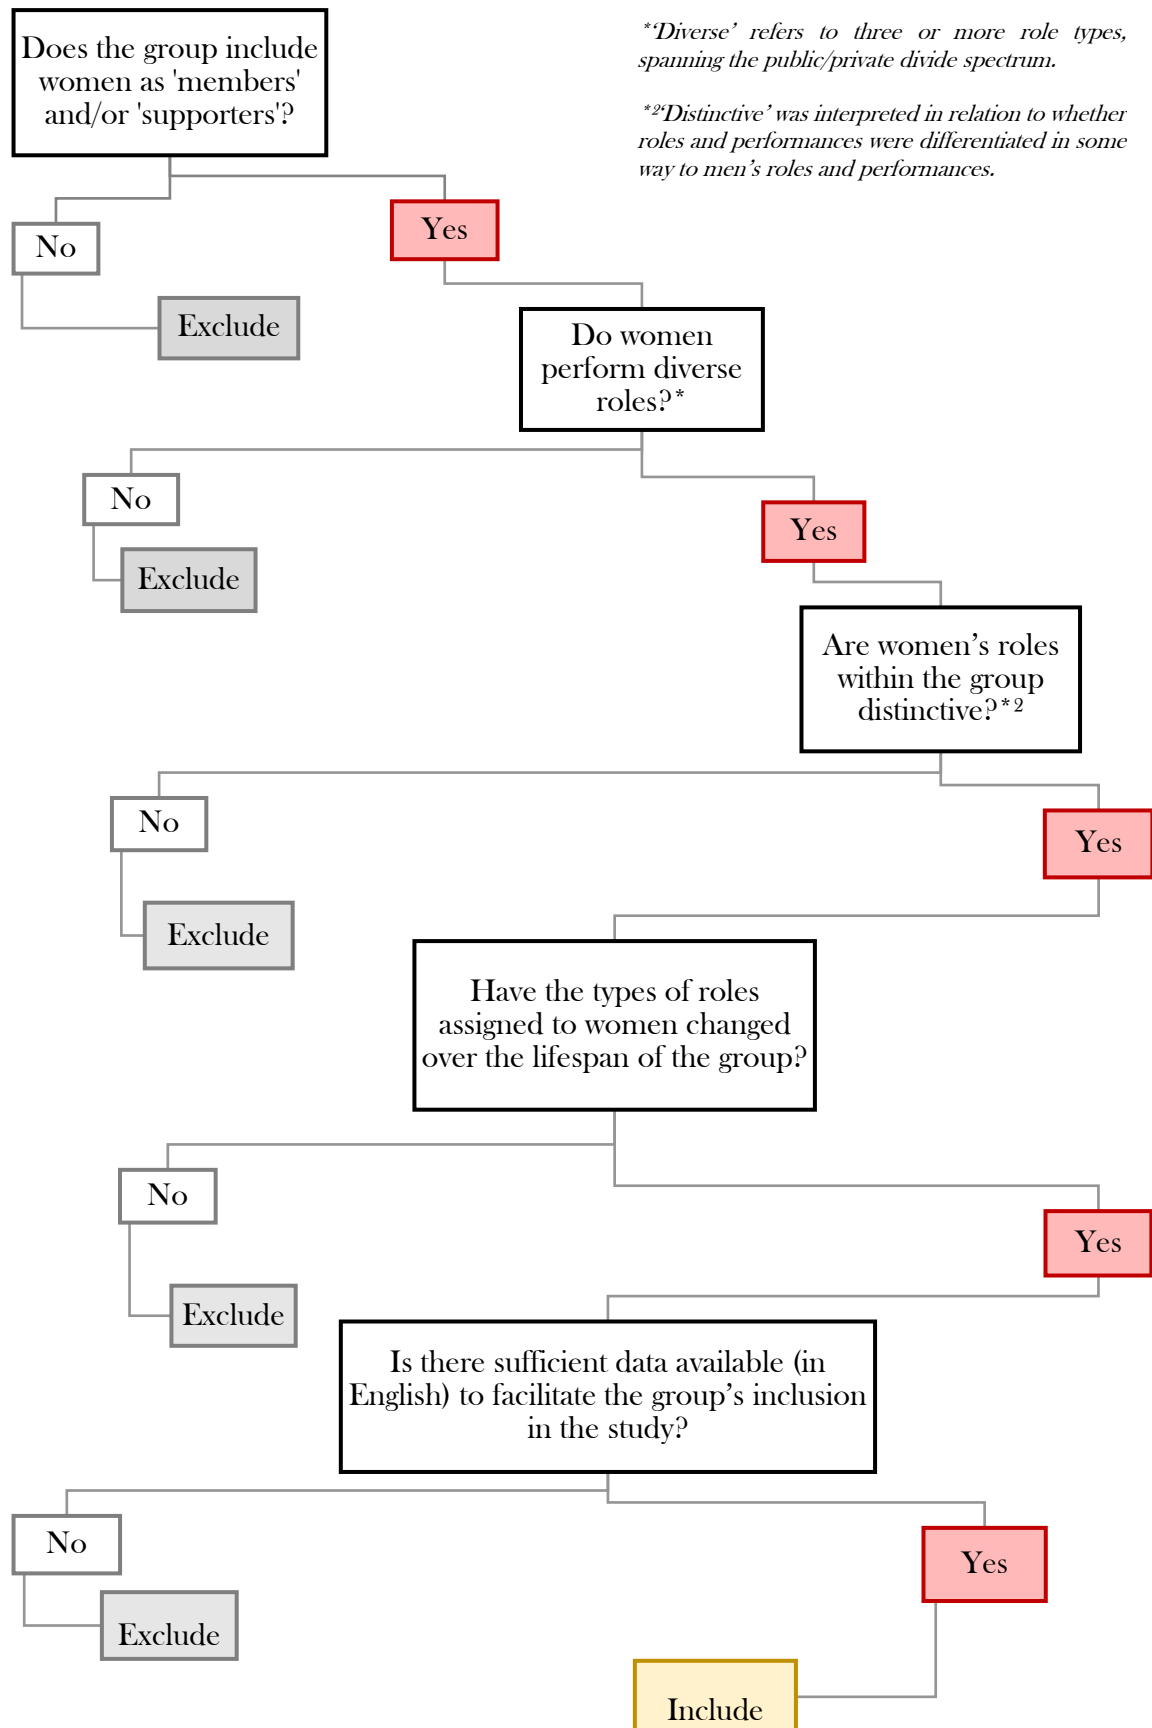 Does the group include
women as 'members'
and/or 'supporters'?
*‘Diverse’ refers to three or more role types,
spanning the public/private divide spectrum.
*²‘Distinctive’ was interpreted in relation to whether
roles and performances were differentiated in some
way to men’s roles and performances.
No
Yes
Exclude
Do women
perform diverse
roles?*
No
Yes
Exclude
Are women’s roles
within the group
distinctive?*²
No
Yes
Exclude
Have the types of roles
assigned to women changed
over the lifespan of the group?
No
Yes
Exclude
Is there sufficient data available (in
English) to facilitate the group’s inclusion
in the study?
No
Yes
Exclude
Include